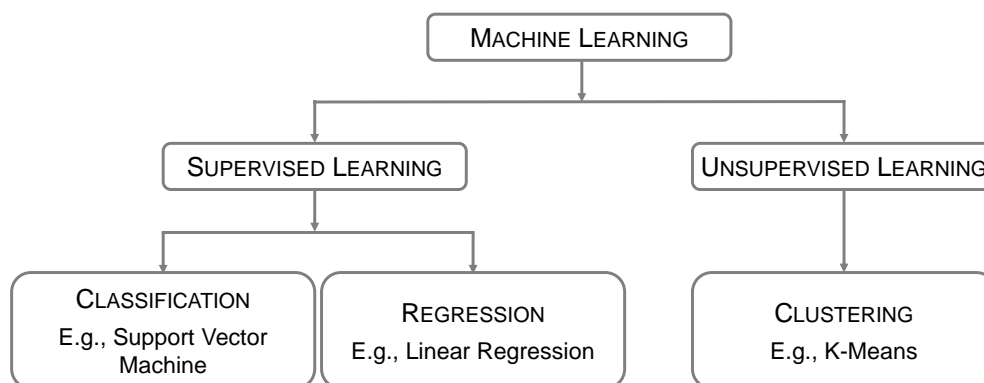 MACHINE LEARNING
SUPERVISED LEARNING
UNSUPERVISED LEARNING
CLASSIFICATION
E.g., Support Vector
Machine
REGRESSION
E.g., Linear Regression
CLUSTERING
E.g., K-Means